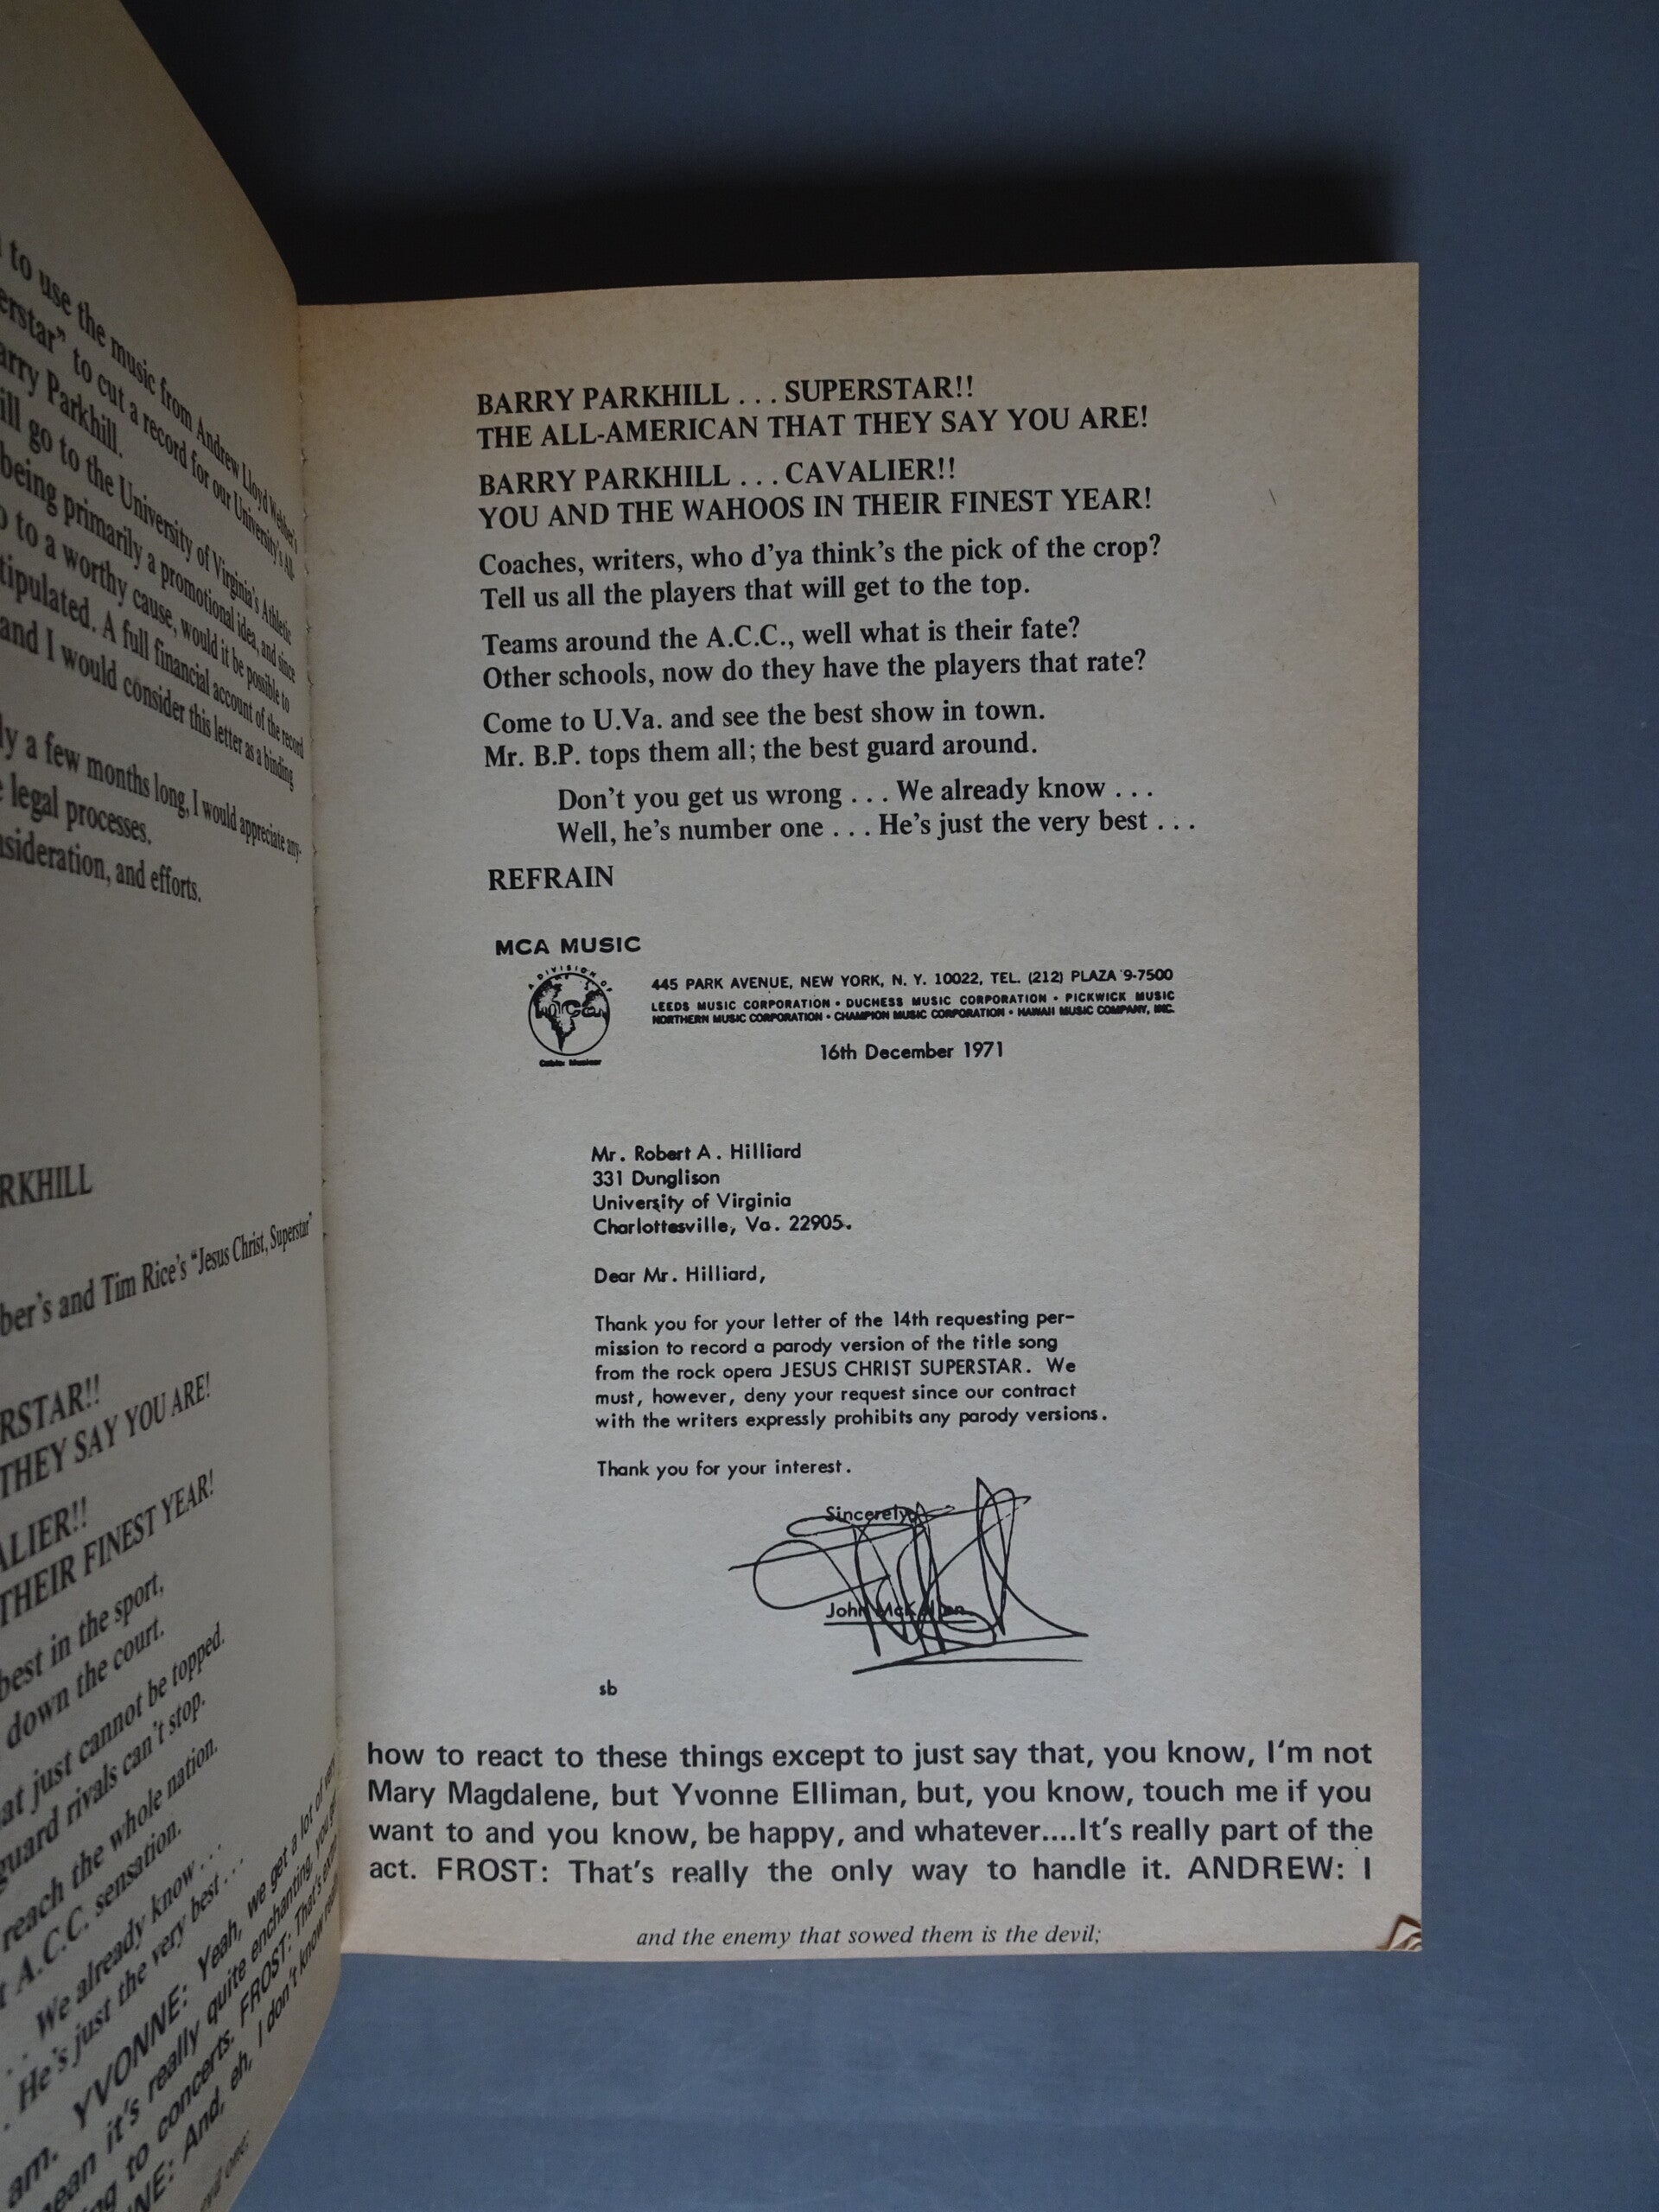 to use the music from Andrew Lloyd Webber's
erstar” to cut a record for our University's All-
arry Parkhill.
ill go to the University of Virginia's Athletic
being primarily a promotional idea, and since
to a worthy cause, would it be possible to
tipulated. A full financial account of the record
and I would consider this letter as a binding
ly a few months long, I would appreciate any-
legal processes.
nsideration, and efforts.
RKHILL
ber's and Tim Rice's “Jesus Christ, Superstar”
RSTAR!!
THEY SAY YOU ARE!
ALIER!!
THEIR FINEST YEAR!
best in the sport,
down the court.
at just cannot be topped.
guard rivals can't stop.
reach the whole nation.
A.C.C. sensation.
We already know . . .
He's just the very best . . .
am. YVONNE: Yeah, we get a lot of very
ean it's really quite enchanting, you get
ng to concerts. FROST: That's
NE: And, eh, I don't know
BARRY PARKHILL . . . SUPERSTAR!!
THE ALL-AMERICAN THAT THEY SAY YOU ARE!
BARRY PARKHILL . . . CAVALIER!!
YOU AND THE WAHOOS IN THEIR FINEST YEAR!
Coaches, writers, who d'ya think's the pick of the crop?
Tell us all the players that will get to the top.
Teams around the A.C.C., well what is their fate?
Other schools, now do they have the players that rate?
Come to U.Va. and see the best show in town.
Mr. B.P. tops them all; the best guard around.
Don't you get us wrong . . . We already know . . .
Well, he's number one . . . He's just the very best . . .
REFRAIN
MCA MUSIC
A DIVISION OF
mca
445 PARK AVENUE, NEW YORK, N. Y. 10022, TEL. (212) PLAZA 9-7500
LEEDS MUSIC CORPORATION • DUCHESS MUSIC CORPORATION • PICKWICK MUSIC
NORTHERN MUSIC CORPORATION • CHAMPION MUSIC CORPORATION • HAWAII MUSIC COMPANY, INC.
16th December 1971
Mr. Robert A. Hilliard
331 Dunglison
University of Virginia
Charlottesville, Va. 22905.
Dear Mr. Hilliard,
Thank you for your letter of the 14th requesting per-
mission to record a parody version of the title song
from the rock opera JESUS CHRIST SUPERSTAR. We
must, however, deny your request since our contract
with the writers expressly prohibits any parody versions.
Thank you for your interest.
Sincerely,
John
sb
how to react to these things except to just say that, you know, I'm not
Mary Magdalene, but Yvonne Elliman, but, you know, touch me if you
want to and you know, be happy, and whatever....It's really part of the
act. FROST: That's really the only way to handle it. ANDREW: I
and the enemy that sowed them is the devil;